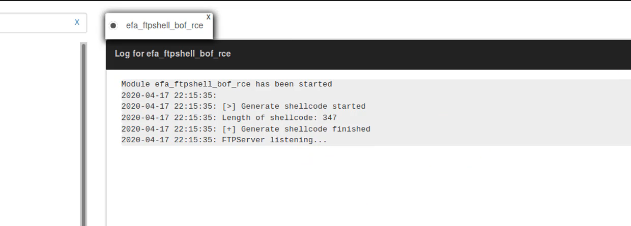 X
X
efa_ftpshell_bof_rce
Log for efa_ftpshell_bof_rce
Module efa_ftpshell_bof_rce has been started
2020-04-17 22:15:35:
2020-04-17 22:15:35: [>] Generate shellcode started
2020-04-17 22:15:35: Length of shellcode: 347
2020-04-17 22:15:35: [+] Generate shellcode finished
2020-04-17 22:15:35: FTPServer listening...